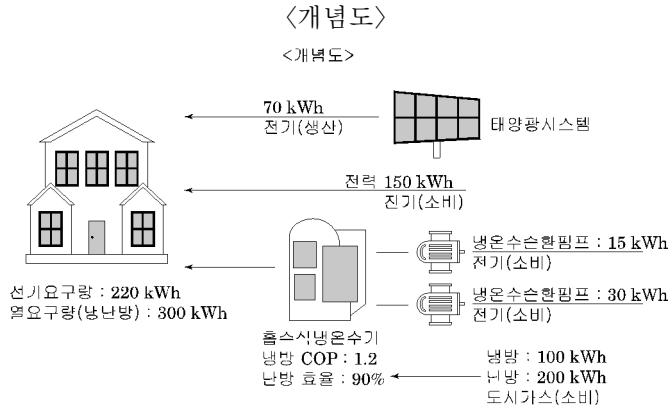 〈개념도〉
<개념도>
70 kWh
전기(생산)
태양광시스템
전력 150 kWh
전기(소비)
냉온수순환펌프 : 15 kWh
전기(소비)
전기요구량 : 220 kWh
열요구량(냉난방) : 300 kWh
냉온수순환펌프 : 30 kWh
전기(소비)
흡수식냉온수기
냉방 COP : 1.2
난방 효율 : 90%
냉방 : 100 kWh
난방 : 200 kWh
도시가스(소비)